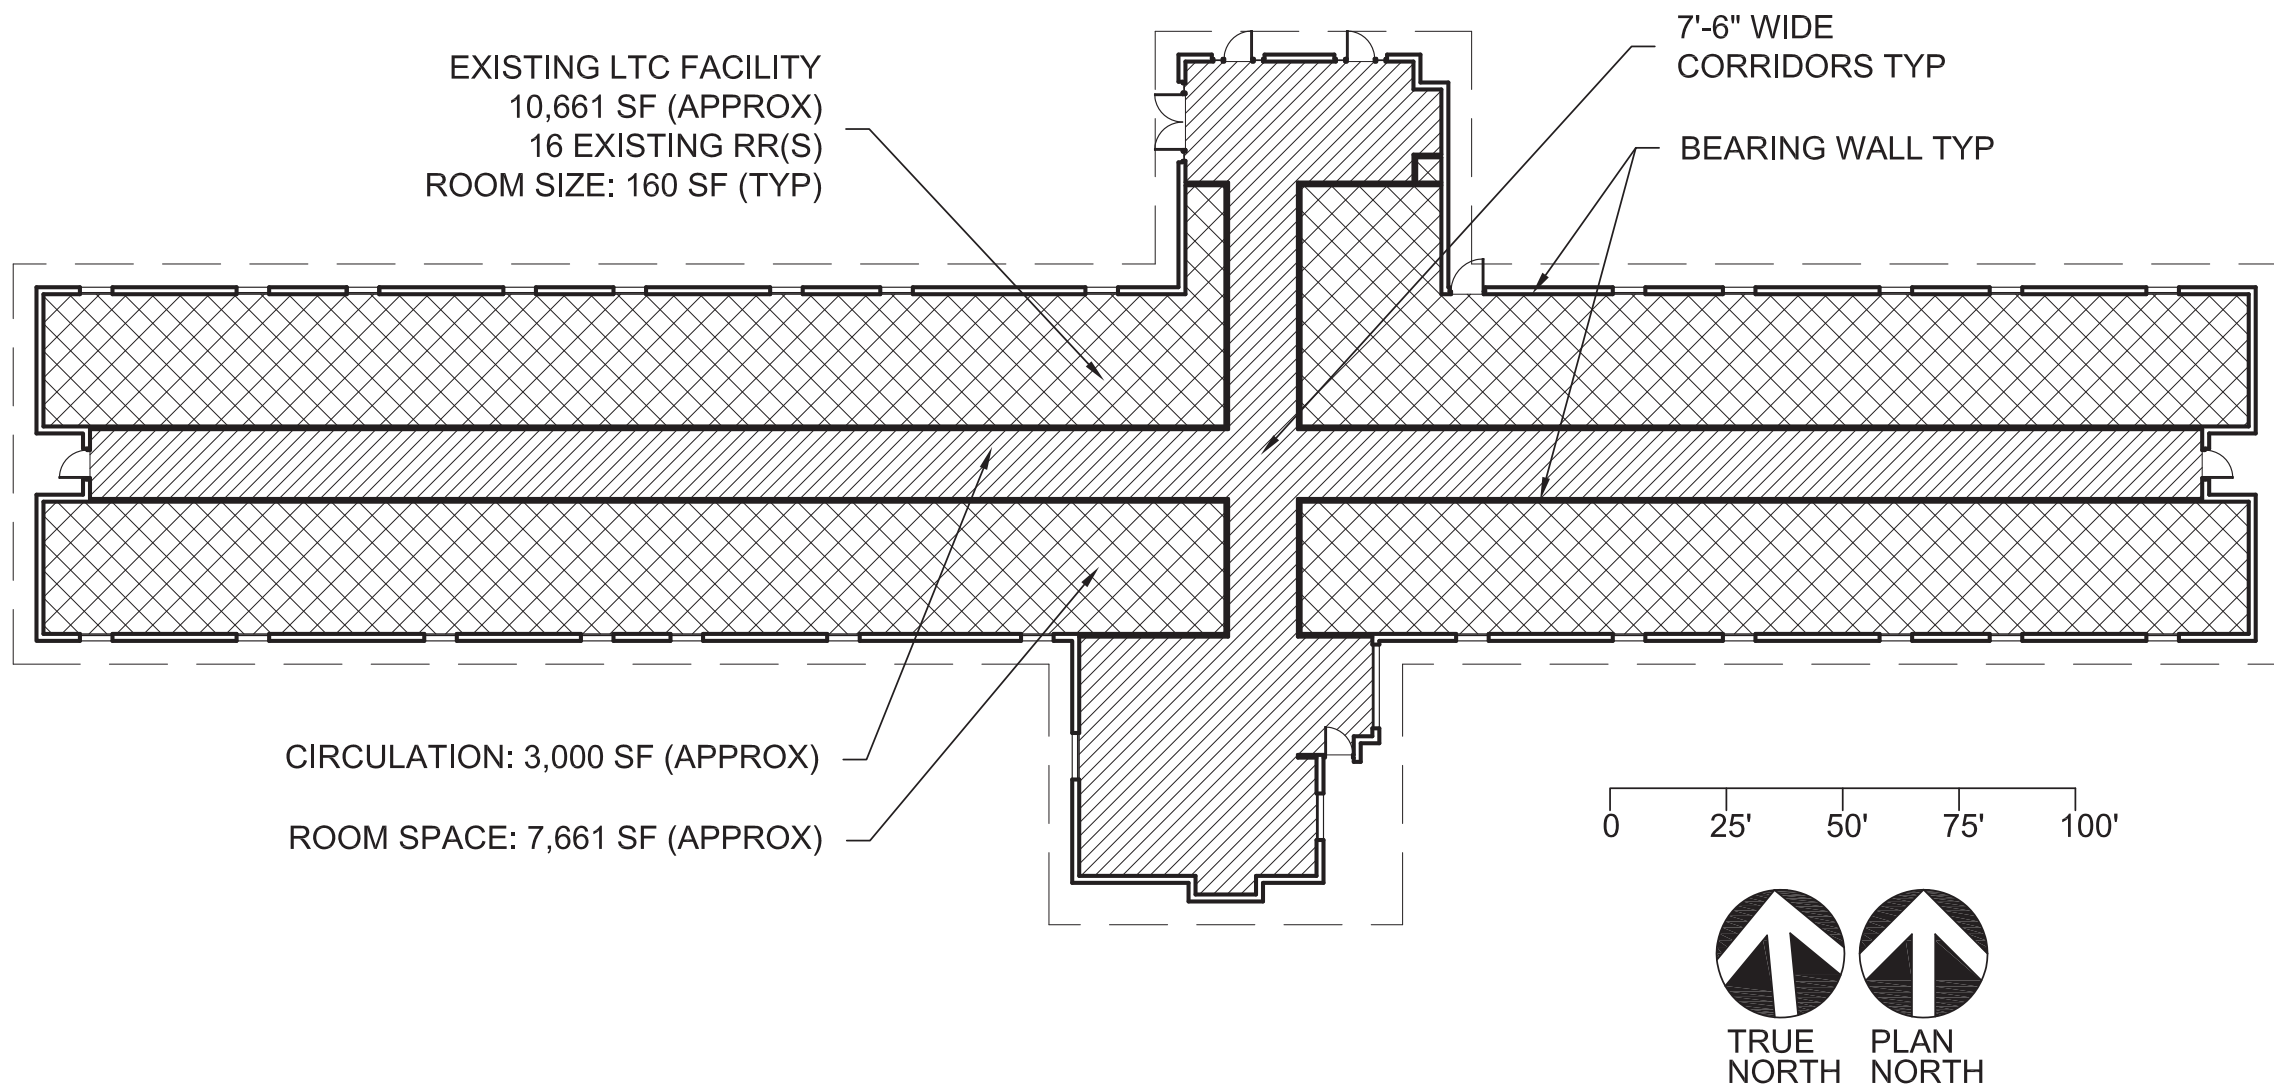 EXISTING LTC FACILITY
10,661 SF (APPROX)
16 EXISTING RR(S)
ROOM SIZE: 160 SF (TYP)
7'-6" WIDE
CORRIDORS TYP
BEARING WALL TYP
CIRCULATION: 3,000 SF (APPROX)
ROOM SPACE: 7,661 SF (APPROX)
0 25' 50' 75' 100'
TRUE
NORTH
PLAN
NORTH